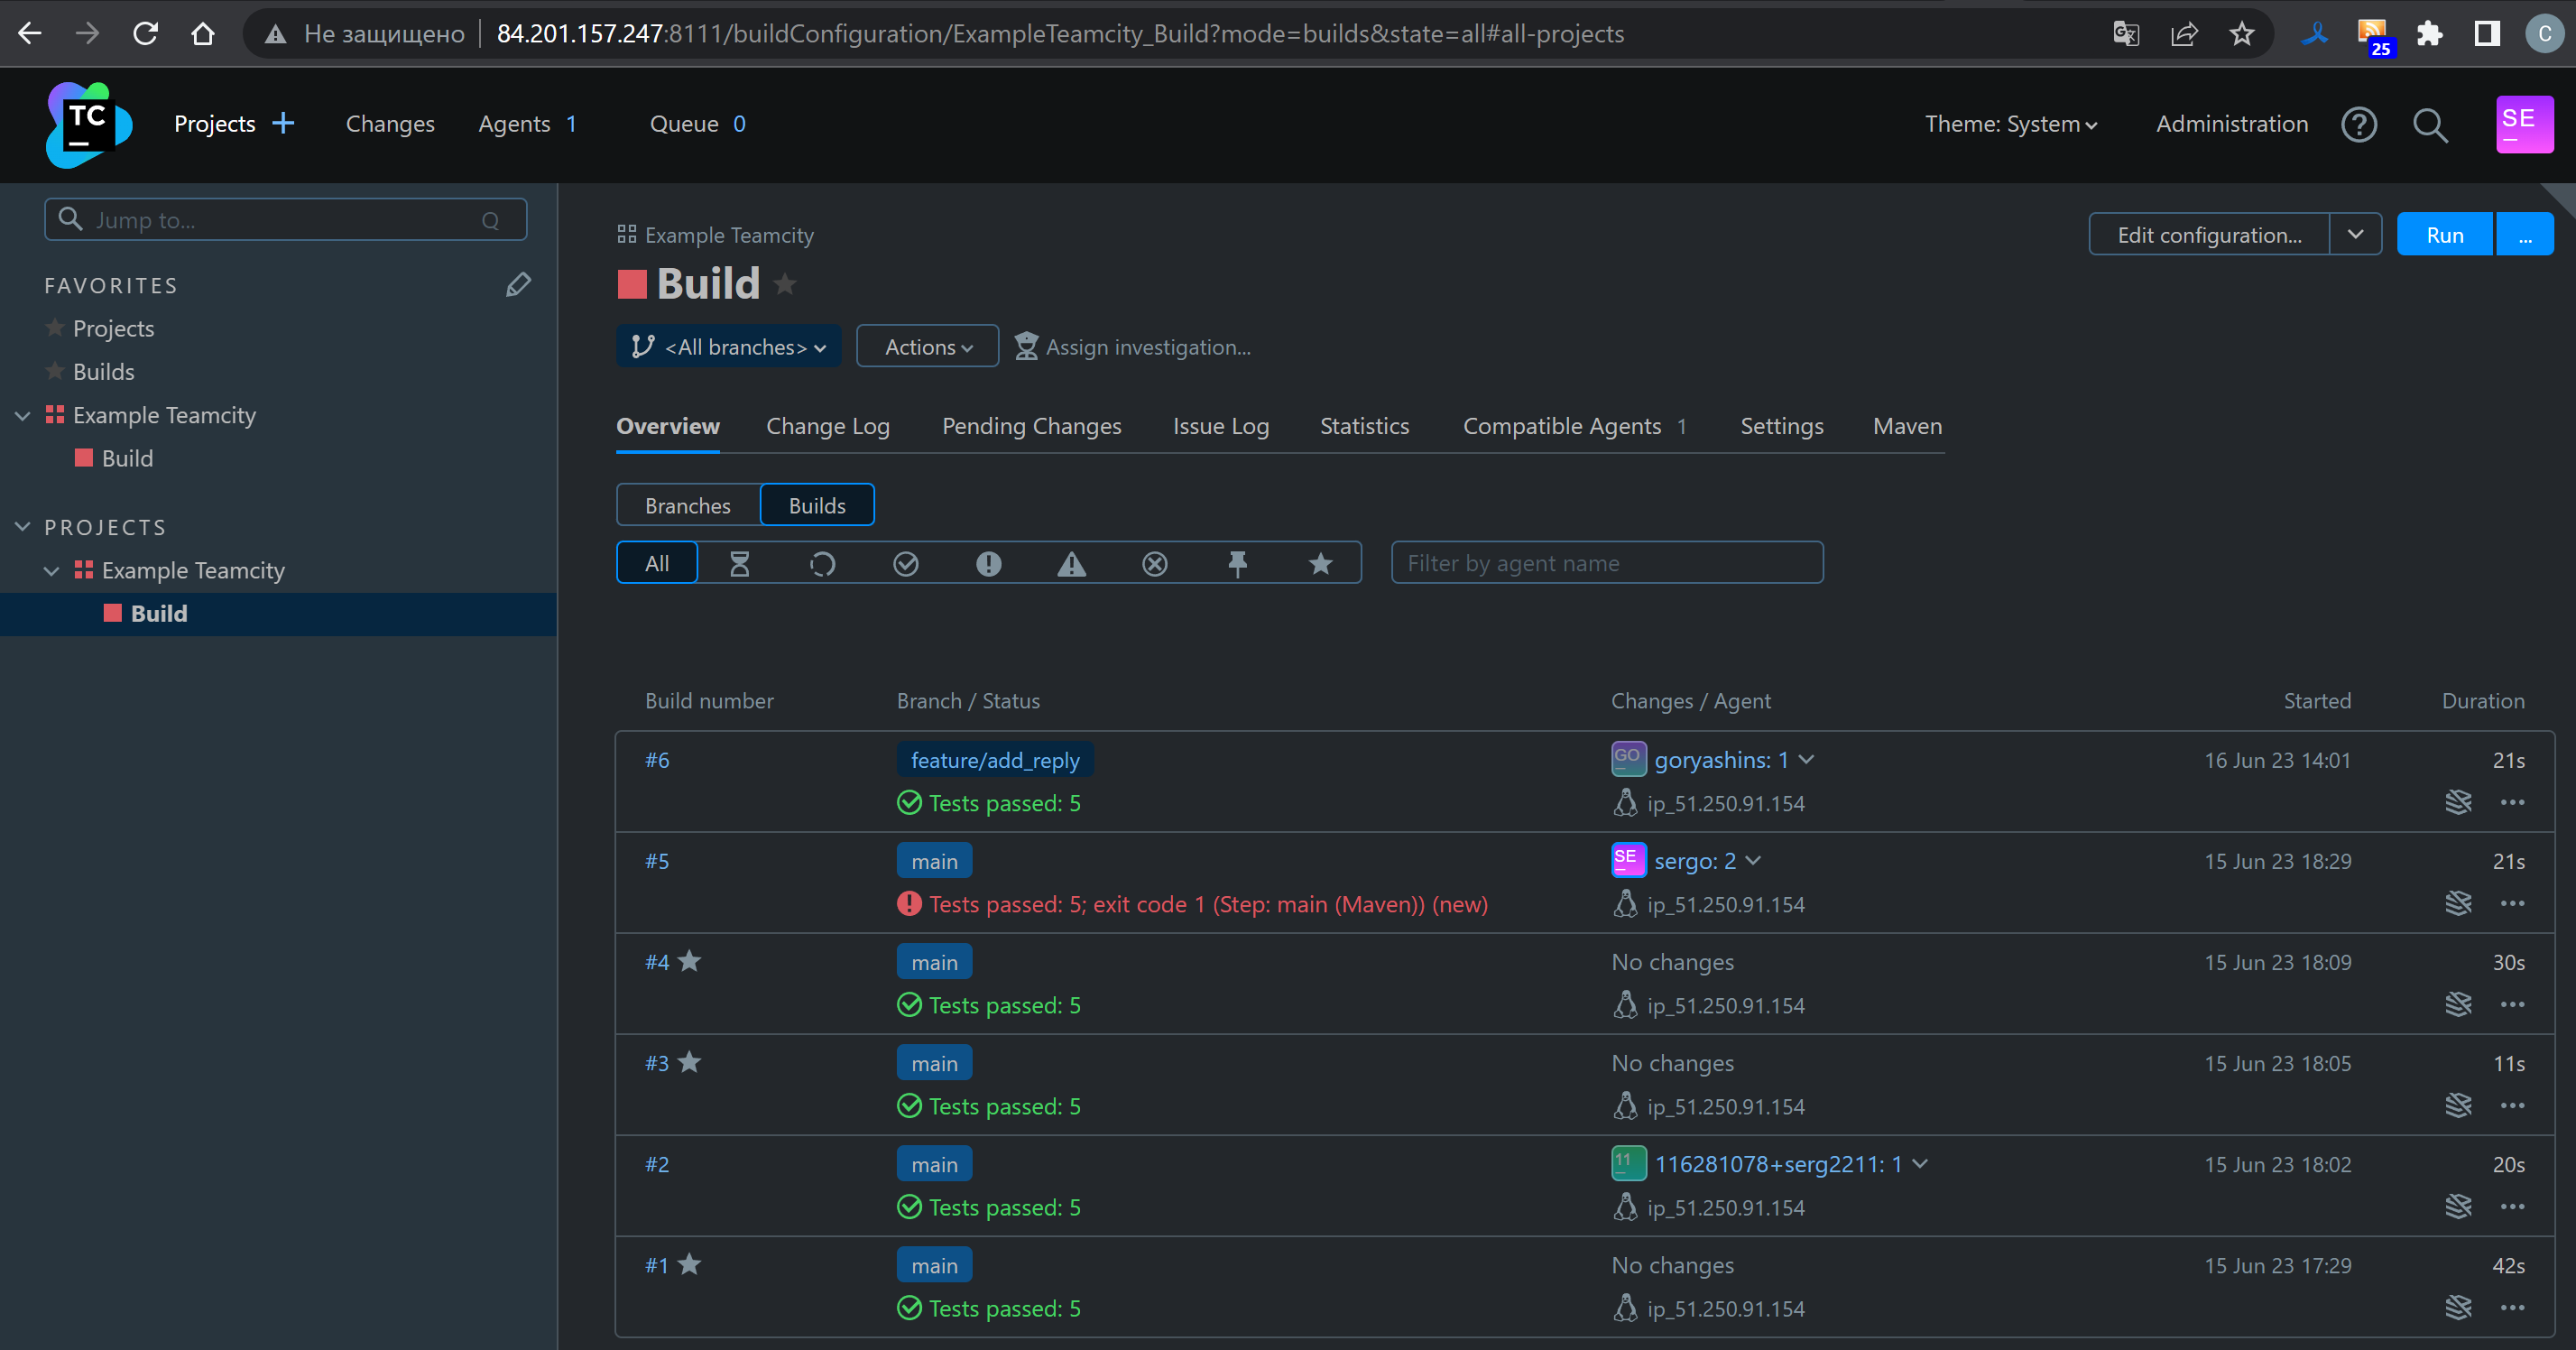 Не защищено | 84.201.157.247:8111/buildConfiguration/ExampleTeamcity_Build?mode=builds&state=all#all-projects
25
C
TC
Projects
Changes
Agents 1
Queue 0
Theme: System
Administration
SE
Jump to...
Q
FAVORITES
Projects
Builds
Example Teamcity
Build
PROJECTS
Example Teamcity
Build
Example Teamcity
Edit configuration...
Run
...
Build
<All branches>
Actions
Assign investigation...
Overview
Change Log
Pending Changes
Issue Log
Statistics
Compatible Agents 1
Settings
Maven
Branches
Builds
All
Filter by agent name
Build number
Branch / Status
Changes / Agent
Started
Duration
#6
feature/add_reply
GO
goryashins: 1
16 Jun 23 14:01
21s
Tests passed: 5
ip_51.250.91.154
#5
main
SE
sergo: 2
15 Jun 23 18:29
21s
Tests passed: 5; exit code 1 (Step: main (Maven)) (new)
ip_51.250.91.154
#4
main
No changes
15 Jun 23 18:09
30s
Tests passed: 5
ip_51.250.91.154
#3
main
No changes
15 Jun 23 18:05
11s
Tests passed: 5
ip_51.250.91.154
#2
main
11
116281078+serg2211: 1
15 Jun 23 18:02
20s
Tests passed: 5
ip_51.250.91.154
#1
main
No changes
15 Jun 23 17:29
42s
Tests passed: 5
ip_51.250.91.154